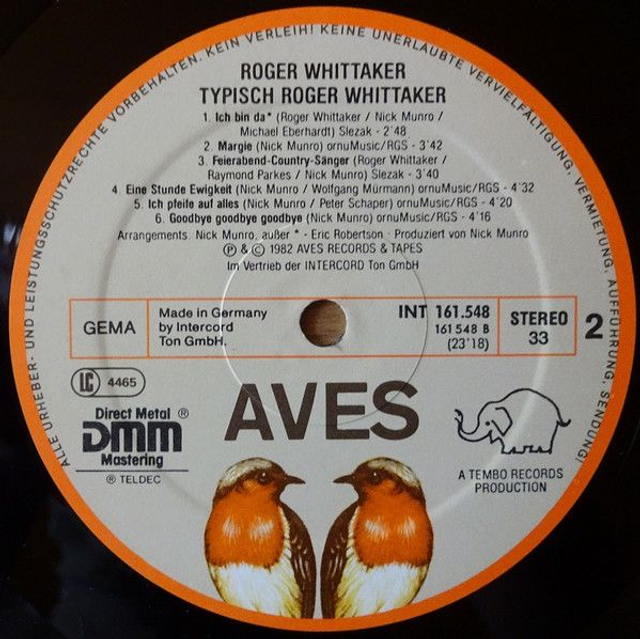 ALLE URHEBER- UND LEISTUNGSSCHUTZRECHTE VORBEHALTEN. KEIN VERLEIH! KEINE UNERLAUBTE VERVIELFÄLTIGUNG, VERMIETUNG, AUFFÜHRUNG, SENDUNG!
ROGER WHITTAKER
TYPISCH ROGER WHITTAKER
1. Ich bin da* (Roger Whittaker / Nick Munro /
Michael Eberhardt) Slezak - 2'48
2. Margie (Nick Munro) ornuMusic/RGS - 3'42
3. Feierabend-Country-Sänger (Roger Whittaker /
Raymond Parkes / Nick Munro) Slezak - 3'40
4. Eine Stunde Ewigkeit (Nick Munro / Wolfgang Mürmann) ornuMusic/RGS - 4'32
5. Ich pfeife auf alles (Nick Munro / Peter Schaper) ornuMusic/RGS - 4'20
6. Goodbye goodbye goodbye (Nick Munro) ornuMusic/RGS - 4'16
Arrangements: Nick Munro, außer * - Eric Robertson · Produziert von Nick Munro
℗ & © 1982 AVES RECORDS & TAPES
Im Vertrieb der INTERCORD Ton GmbH
GEMA
Made in Germany
by Intercord
Ton GmbH.
INT 161.548
161 548 B
(23'18)
STEREO
33
2
LC 4465
Direct Metal ®
DMM
Mastering
® TELDEC
AVES
A TEMBO RECORDS
PRODUCTION